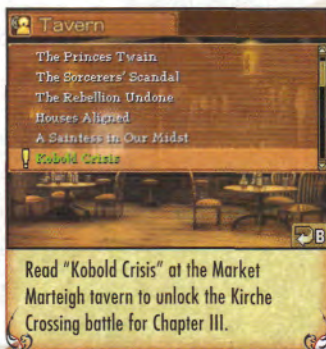 Tavern
The Princes Twain
The Sorcerers' Scandal
The Rebellion Undone
Houses Aligned
A Saintess in Our Midst
Kobold Crisis
B
Read "Kobold Crisis" at the Market
Marteigh tavern to unlock the Kirche
Crossing battle for Chapter III.